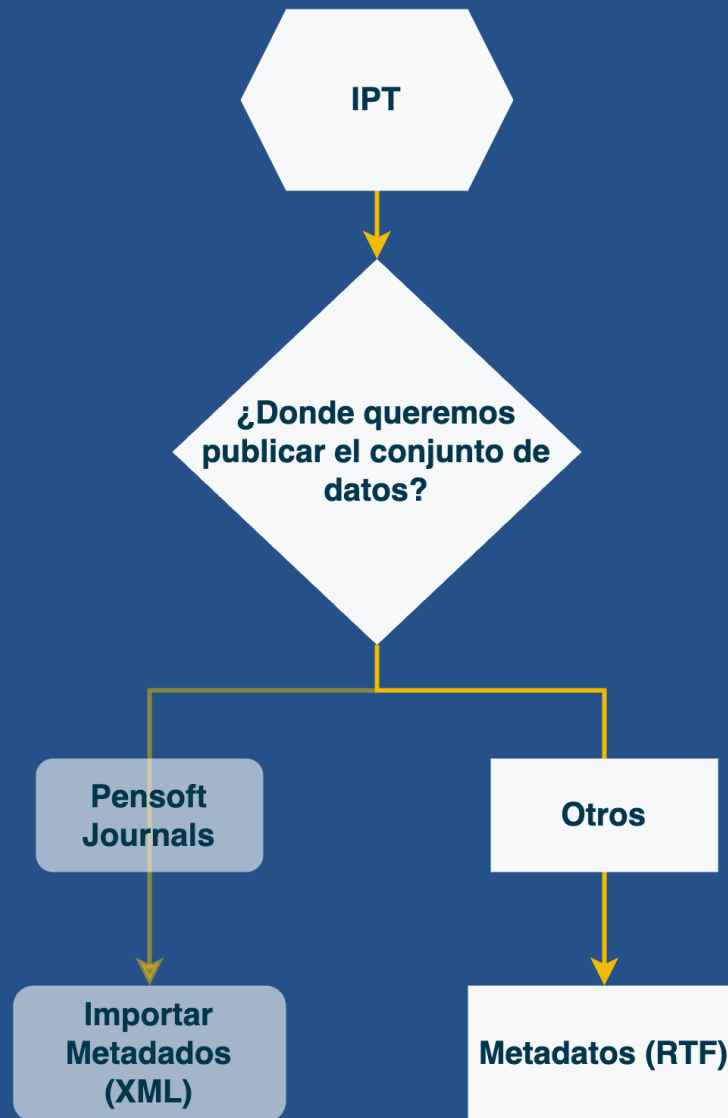 IPT
¿Donde queremos
publicar el conjunto de
datos?
Pensoft
Journals
Otros
Importar
Metadados
(XML)
Metadatos (RTF)